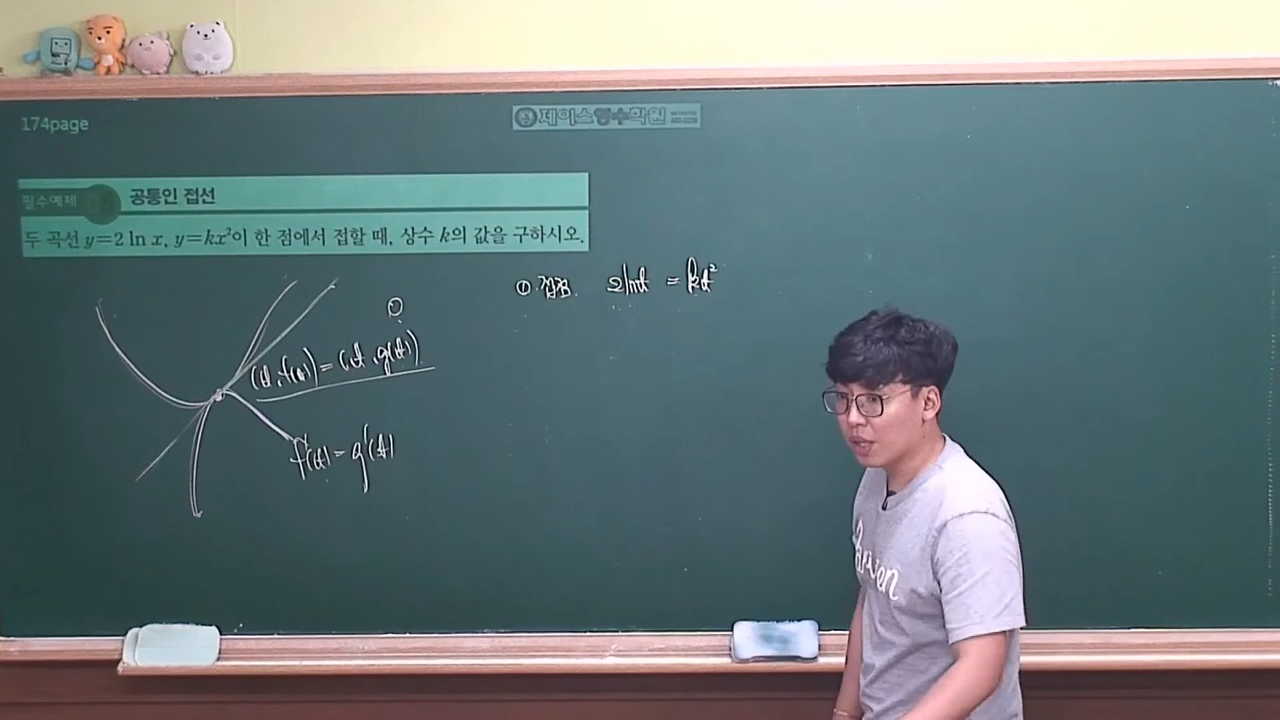 174page
제이스영수학원
필수예제
공통인 접선
두 곡선 y=2 ln x, y=kx²이 한 점에서 접할 때, 상수 k의 값을 구하시오.
① 접점. 2lnt = kt²
(t, f(t)) = (t, g(t))
f'(t) = g'(t)